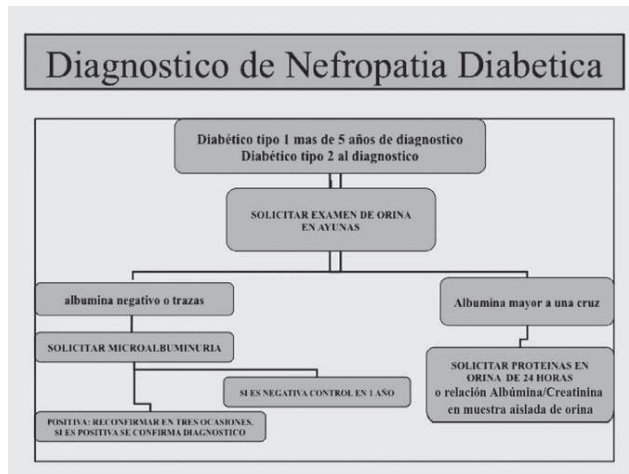 Diagnostico de Nefropatia Diabetica
Diabético tipo 1 mas de 5 años de diagnostico
Diabético tipo 2 al diagnostico
SOLICITAR EXAMEN DE ORINA
EN AYUNAS
albumina negativo o trazas
Albumina mayor a una cruz
SOLICITAR MICROALBUMINURIA
SOLICITAR PROTEINAS EN
ORINA DE 24 HORAS
o relación Albúmina/Creatinina
en muestra aislada de orina
SI ES NEGATIVA CONTROL EN 1 AÑO
POSITIVA: RECONFIRMAR EN TRES OCASIONES.
SI ES POSITIVA SE CONFIRMA DIAGNOSTICO